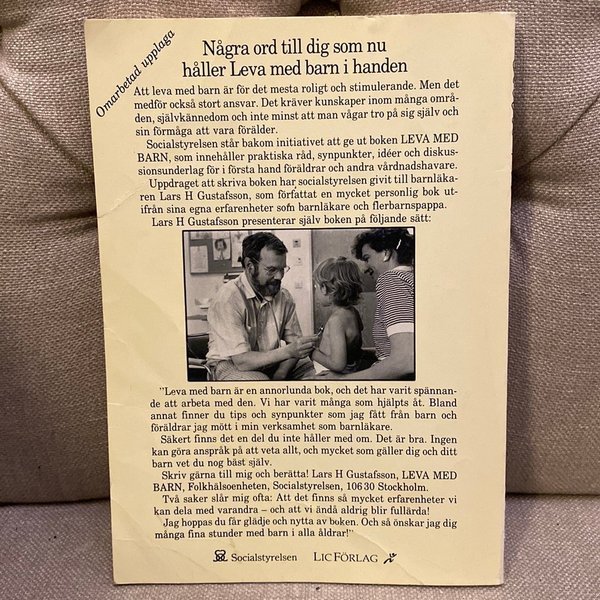 Omarbetad upplaga
Några ord till dig som nu
håller Leva med barn i handen
Att leva med barn är för det mesta roligt och stimulerande. Men det
medför också stort ansvar. Det kräver kunskaper inom många områ-
den, självkännedom och inte minst att man vågar tro på sig själv och
sin förmåga att vara förälder.
Socialstyrelsen står bakom initiativet att ge ut boken LEVA MED
BARN, som innehåller praktiska råd, synpunkter, idéer och diskus-
sionsunderlag för i första hand föräldrar och andra vårdnadshavare.
Uppdraget att skriva boken har socialstyrelsen givit till barnläka-
ren Lars H Gustafsson, som författat en mycket personlig bok ut-
ifrån sina egna erfarenheter som barnläkare och flerbarnspappa.
Lars H Gustafsson presenterar själv boken på följande sätt:
"Leva med barn är en annorlunda bok, och det har varit spännan-
de att arbeta med den. Vi har varit många som hjälpts åt. Bland
annat finner du tips och synpunkter som jag fått från barn och
föräldrar jag mött i min verksamhet som barnläkare.
Säkert finns det en del du inte håller med om. Det är bra. Ingen
kan göra anspråk på att veta allt, och mycket som gäller dig och ditt
barn vet du nog bäst själv.
Skriv gärna till mig och berätta! Lars H Gustafsson, LEVA MED
BARN, Folkhälsoenheten, Socialstyrelsen, 106 30 Stockholm.
Två saker slår mig ofta: Att det finns så mycket erfarenheter vi
kan dela med varandra – och att vi ändå aldrig blir fullärda!
Jag hoppas du får glädje och nytta av boken. Och så önskar jag dig
många fina stunder med barn i alla åldrar!"
Socialstyrelsen LIC FÖRLAG